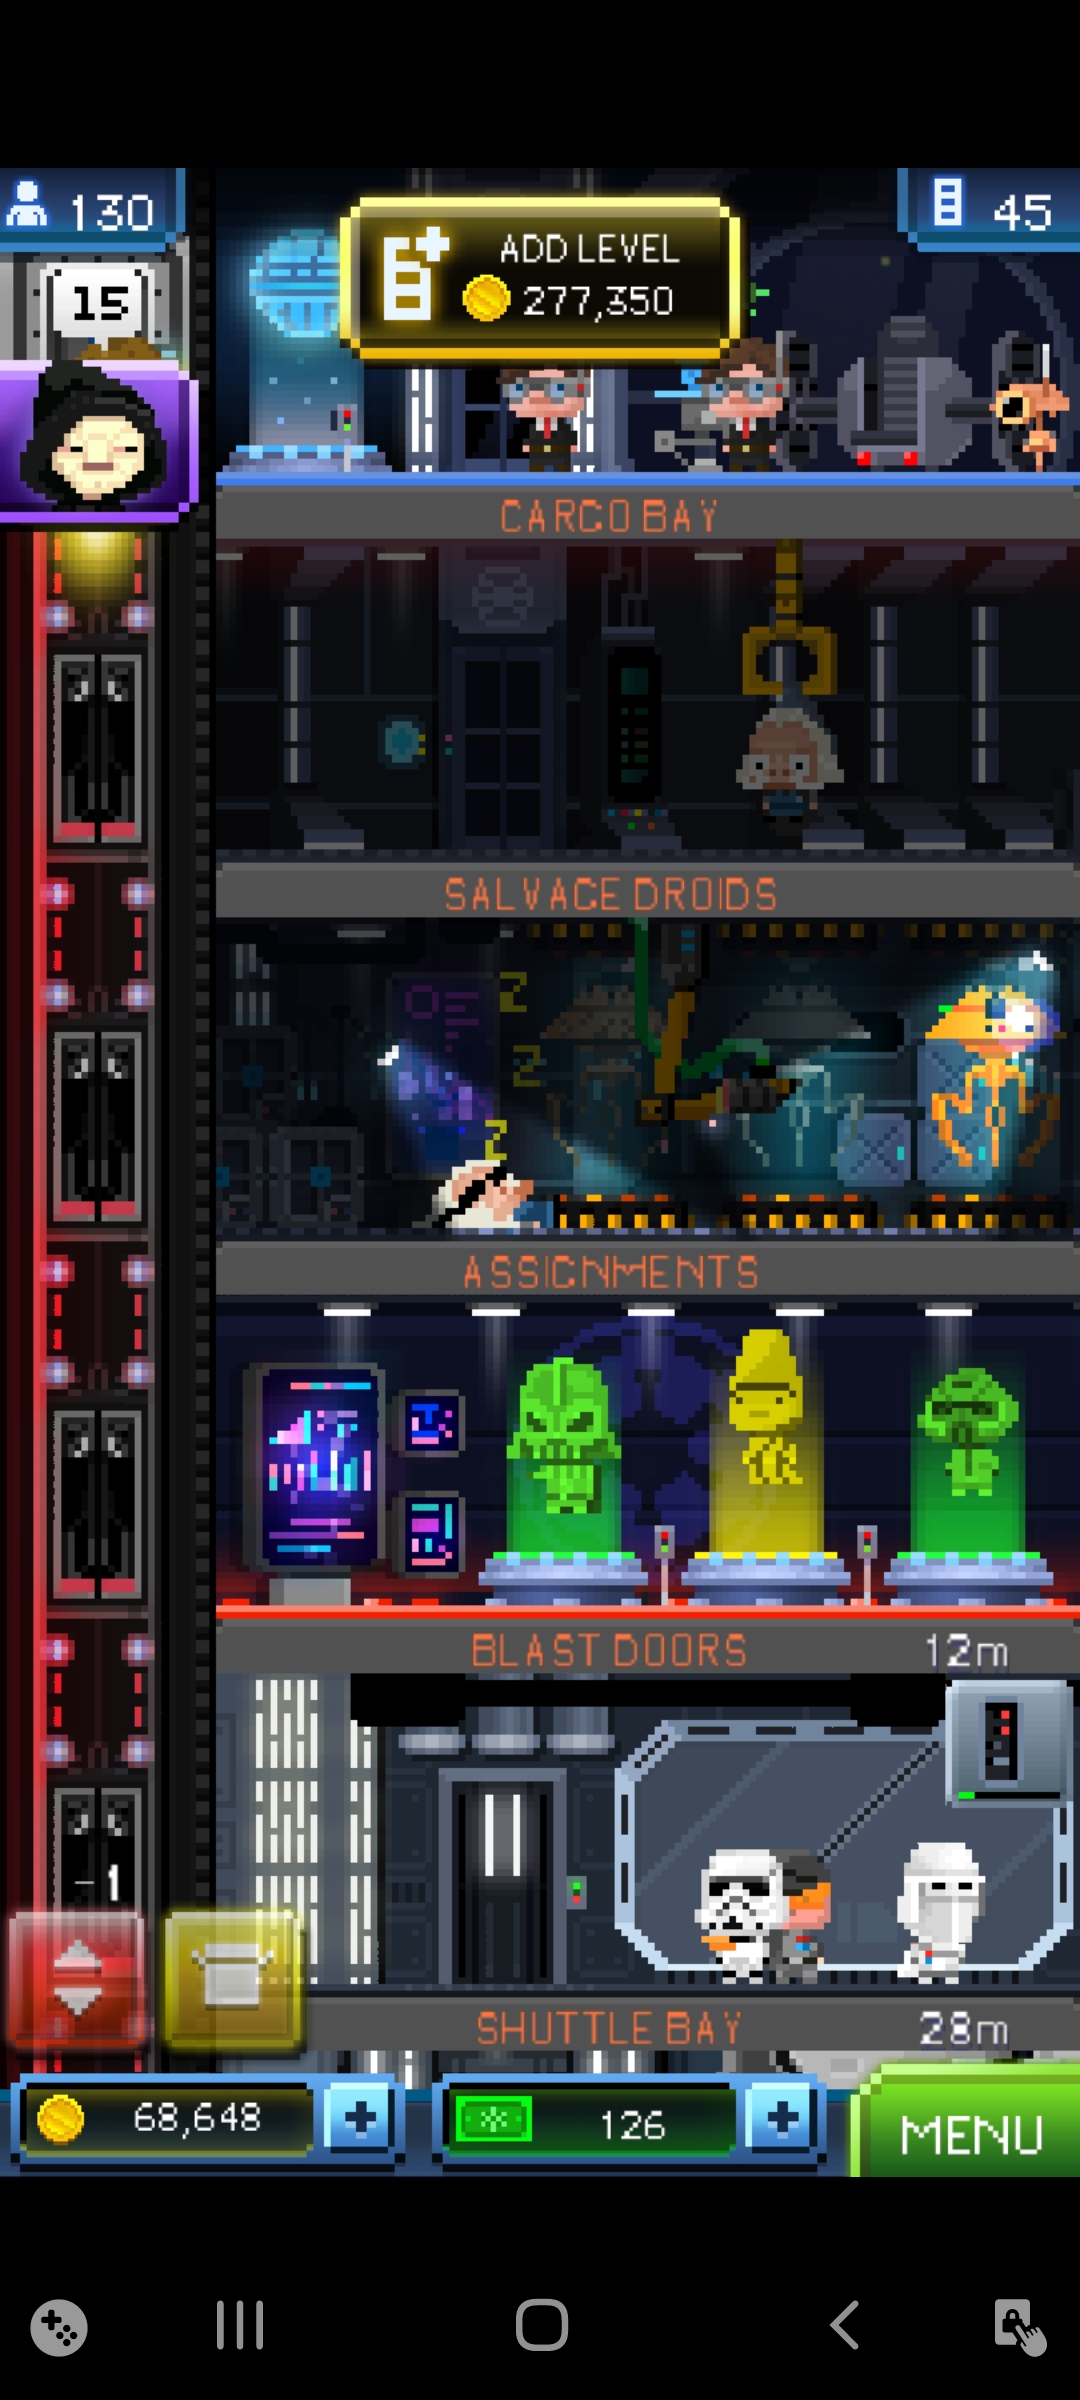 130
ADD LEVEL
277,350
45
15
CARGO BAY
SALVAGE DROIDS
Z
Z
Z
ASSIGNMENTS
BLAST DOORS 12m
-1
SHUTTLE BAY 28m
68,648
126
MENU